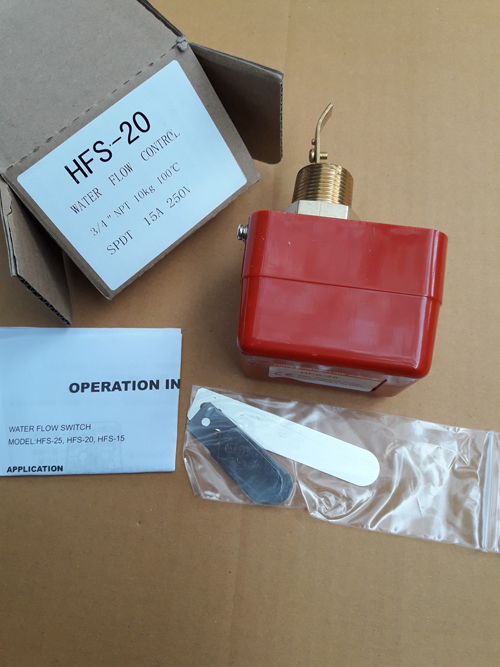 HFS-20
WATER FLOW CONTROL
3/4" NPT 10kg 100℃
SPDT 15A 250V
OPERATION IN
WATER FLOW SWITCH
MODEL:HFS-25, HFS-20, HFS-15
APPLICATION
CE